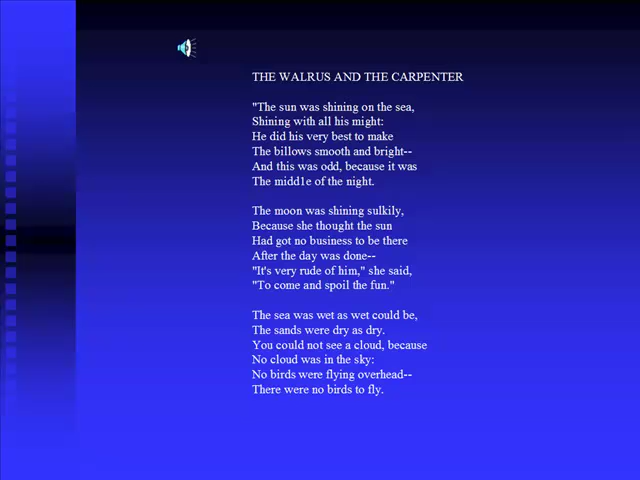 THE WALRUS AND THE CARPENTER
"The sun was shining on the sea,
Shining with all his might:
He did his very best to make
The billows smooth and bright--
And this was odd, because it was
The midd1e of the night.
The moon was shining sulkily,
Because she thought the sun
Had got no business to be there
After the day was done--
"It's very rude of him," she said,
"To come and spoil the fun."
The sea was wet as wet could be,
The sands were dry as dry.
You could not see a cloud, because
No cloud was in the sky:
No birds were flying overhead--
There were no birds to fly.